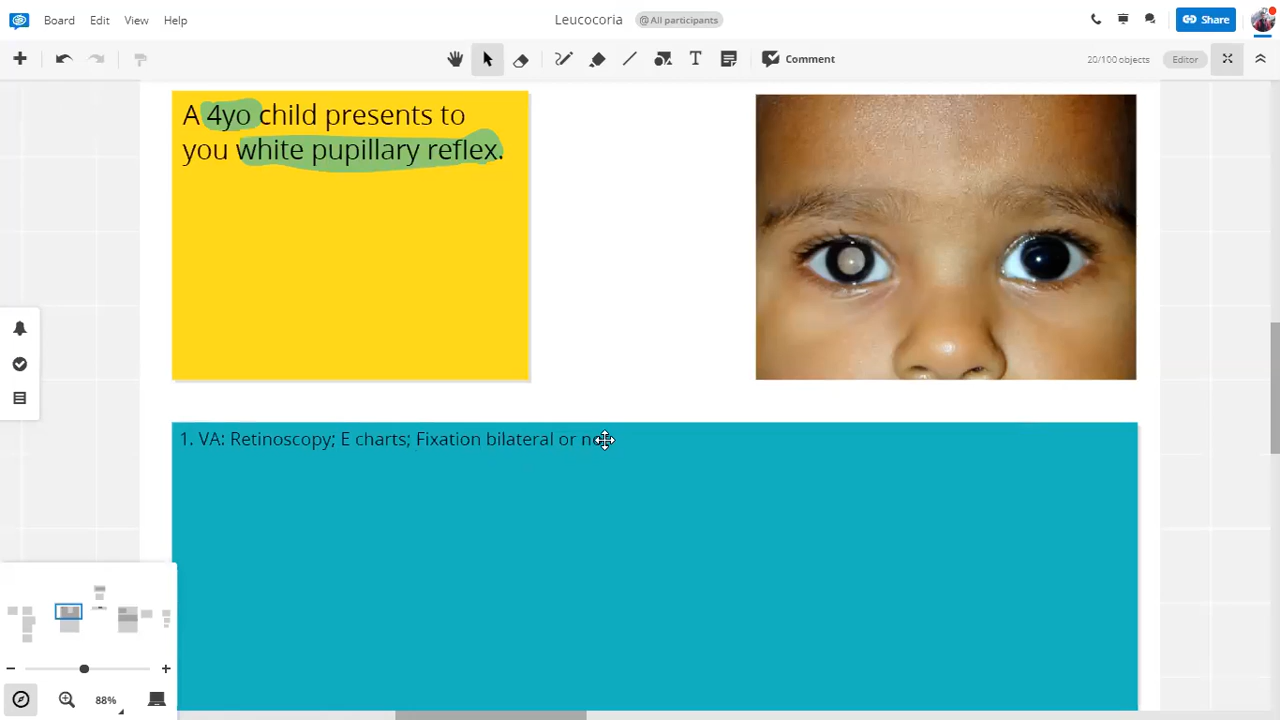 Board Edit View Help
Leucocoria
All participants
Share
Comment
20/100 objects
Editor
A 4yo child presents to
you white pupillary reflex.
1. VA: Retinoscopy; E charts; Fixation bilateral or
88%